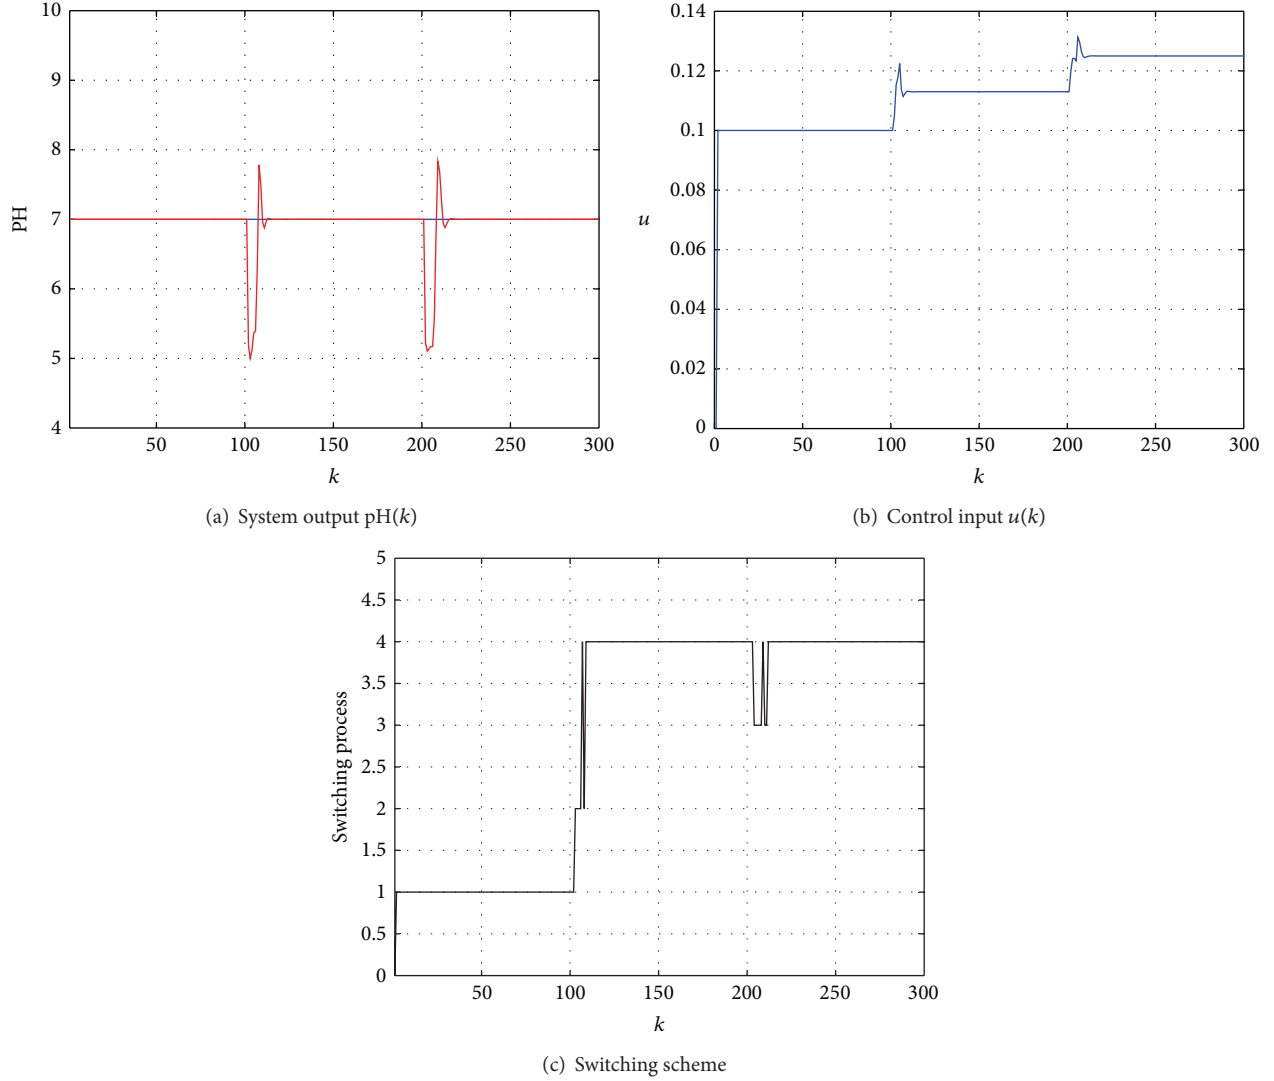 10
9
8
7
6
5
4
PH
50 100 150 200 250 300
k
(a) System output pH(k)
0.14
0.12
0.1
0.08
0.06
0.04
0.02
0
u
0 50 100 150 200 250 300
k
(b) Control input u(k)
5
4.5
4
3.5
3
2.5
2
1.5
1
0.5
0
Switching process
50 100 150 200 250 300
k
(c) Switching scheme